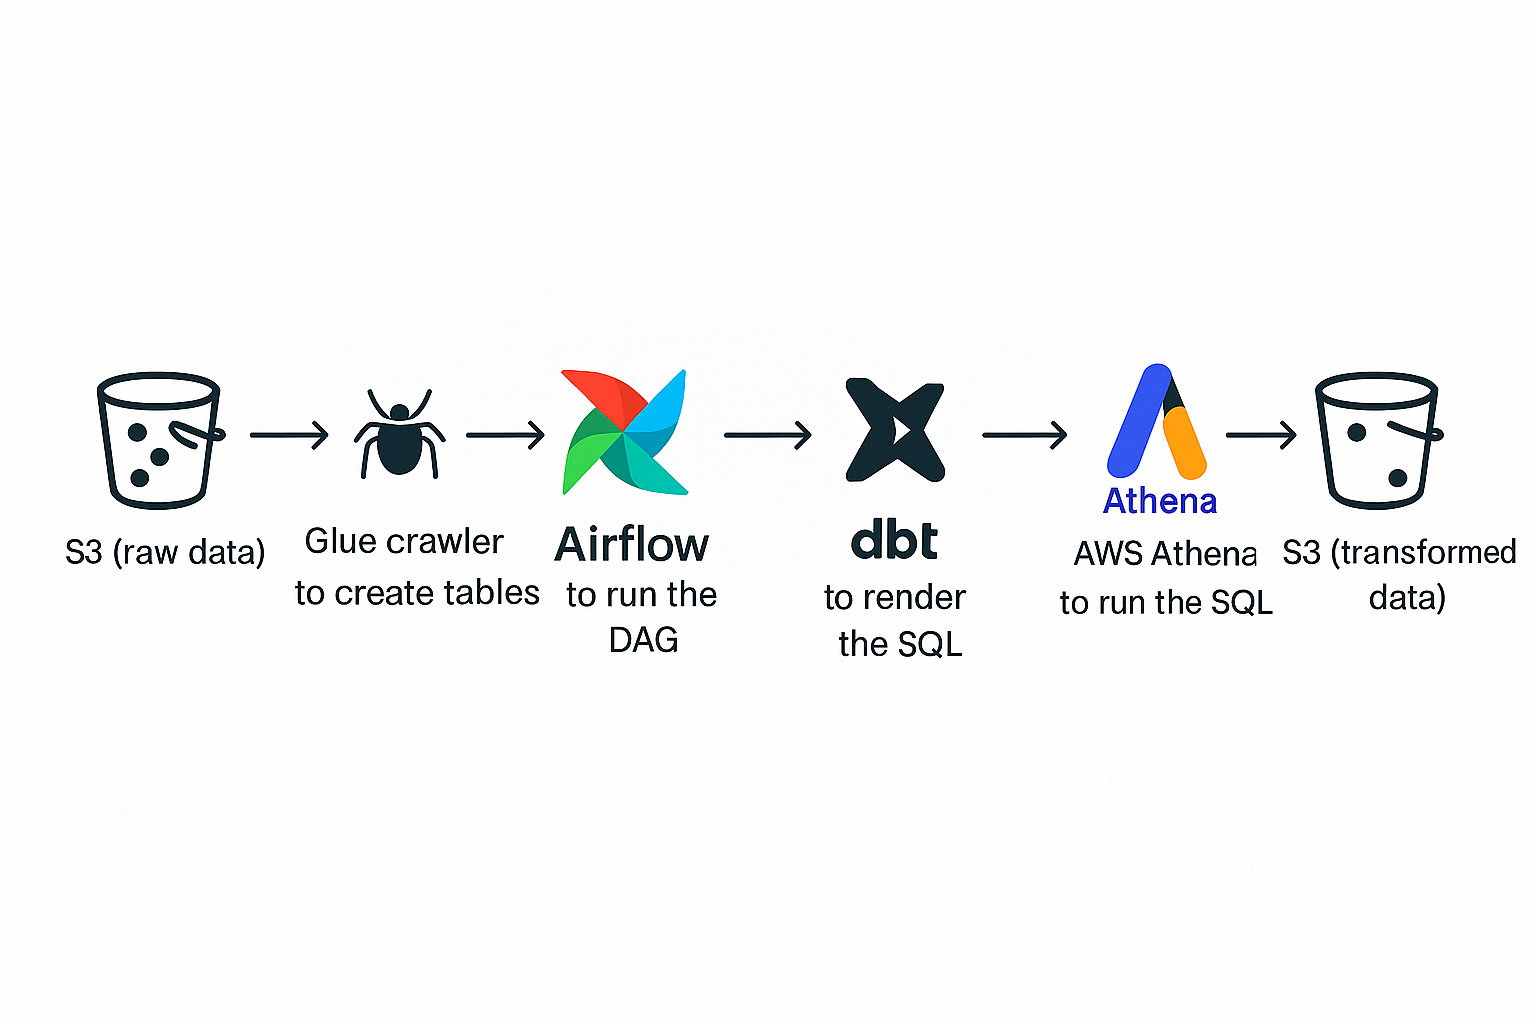 S3 (raw data)
Glue crawler
to create tables
Airflow
to run the
DAG
dbt
to render
the SQL
Athena
AWS Athena
to run the SQL
S3 (transformed
data)